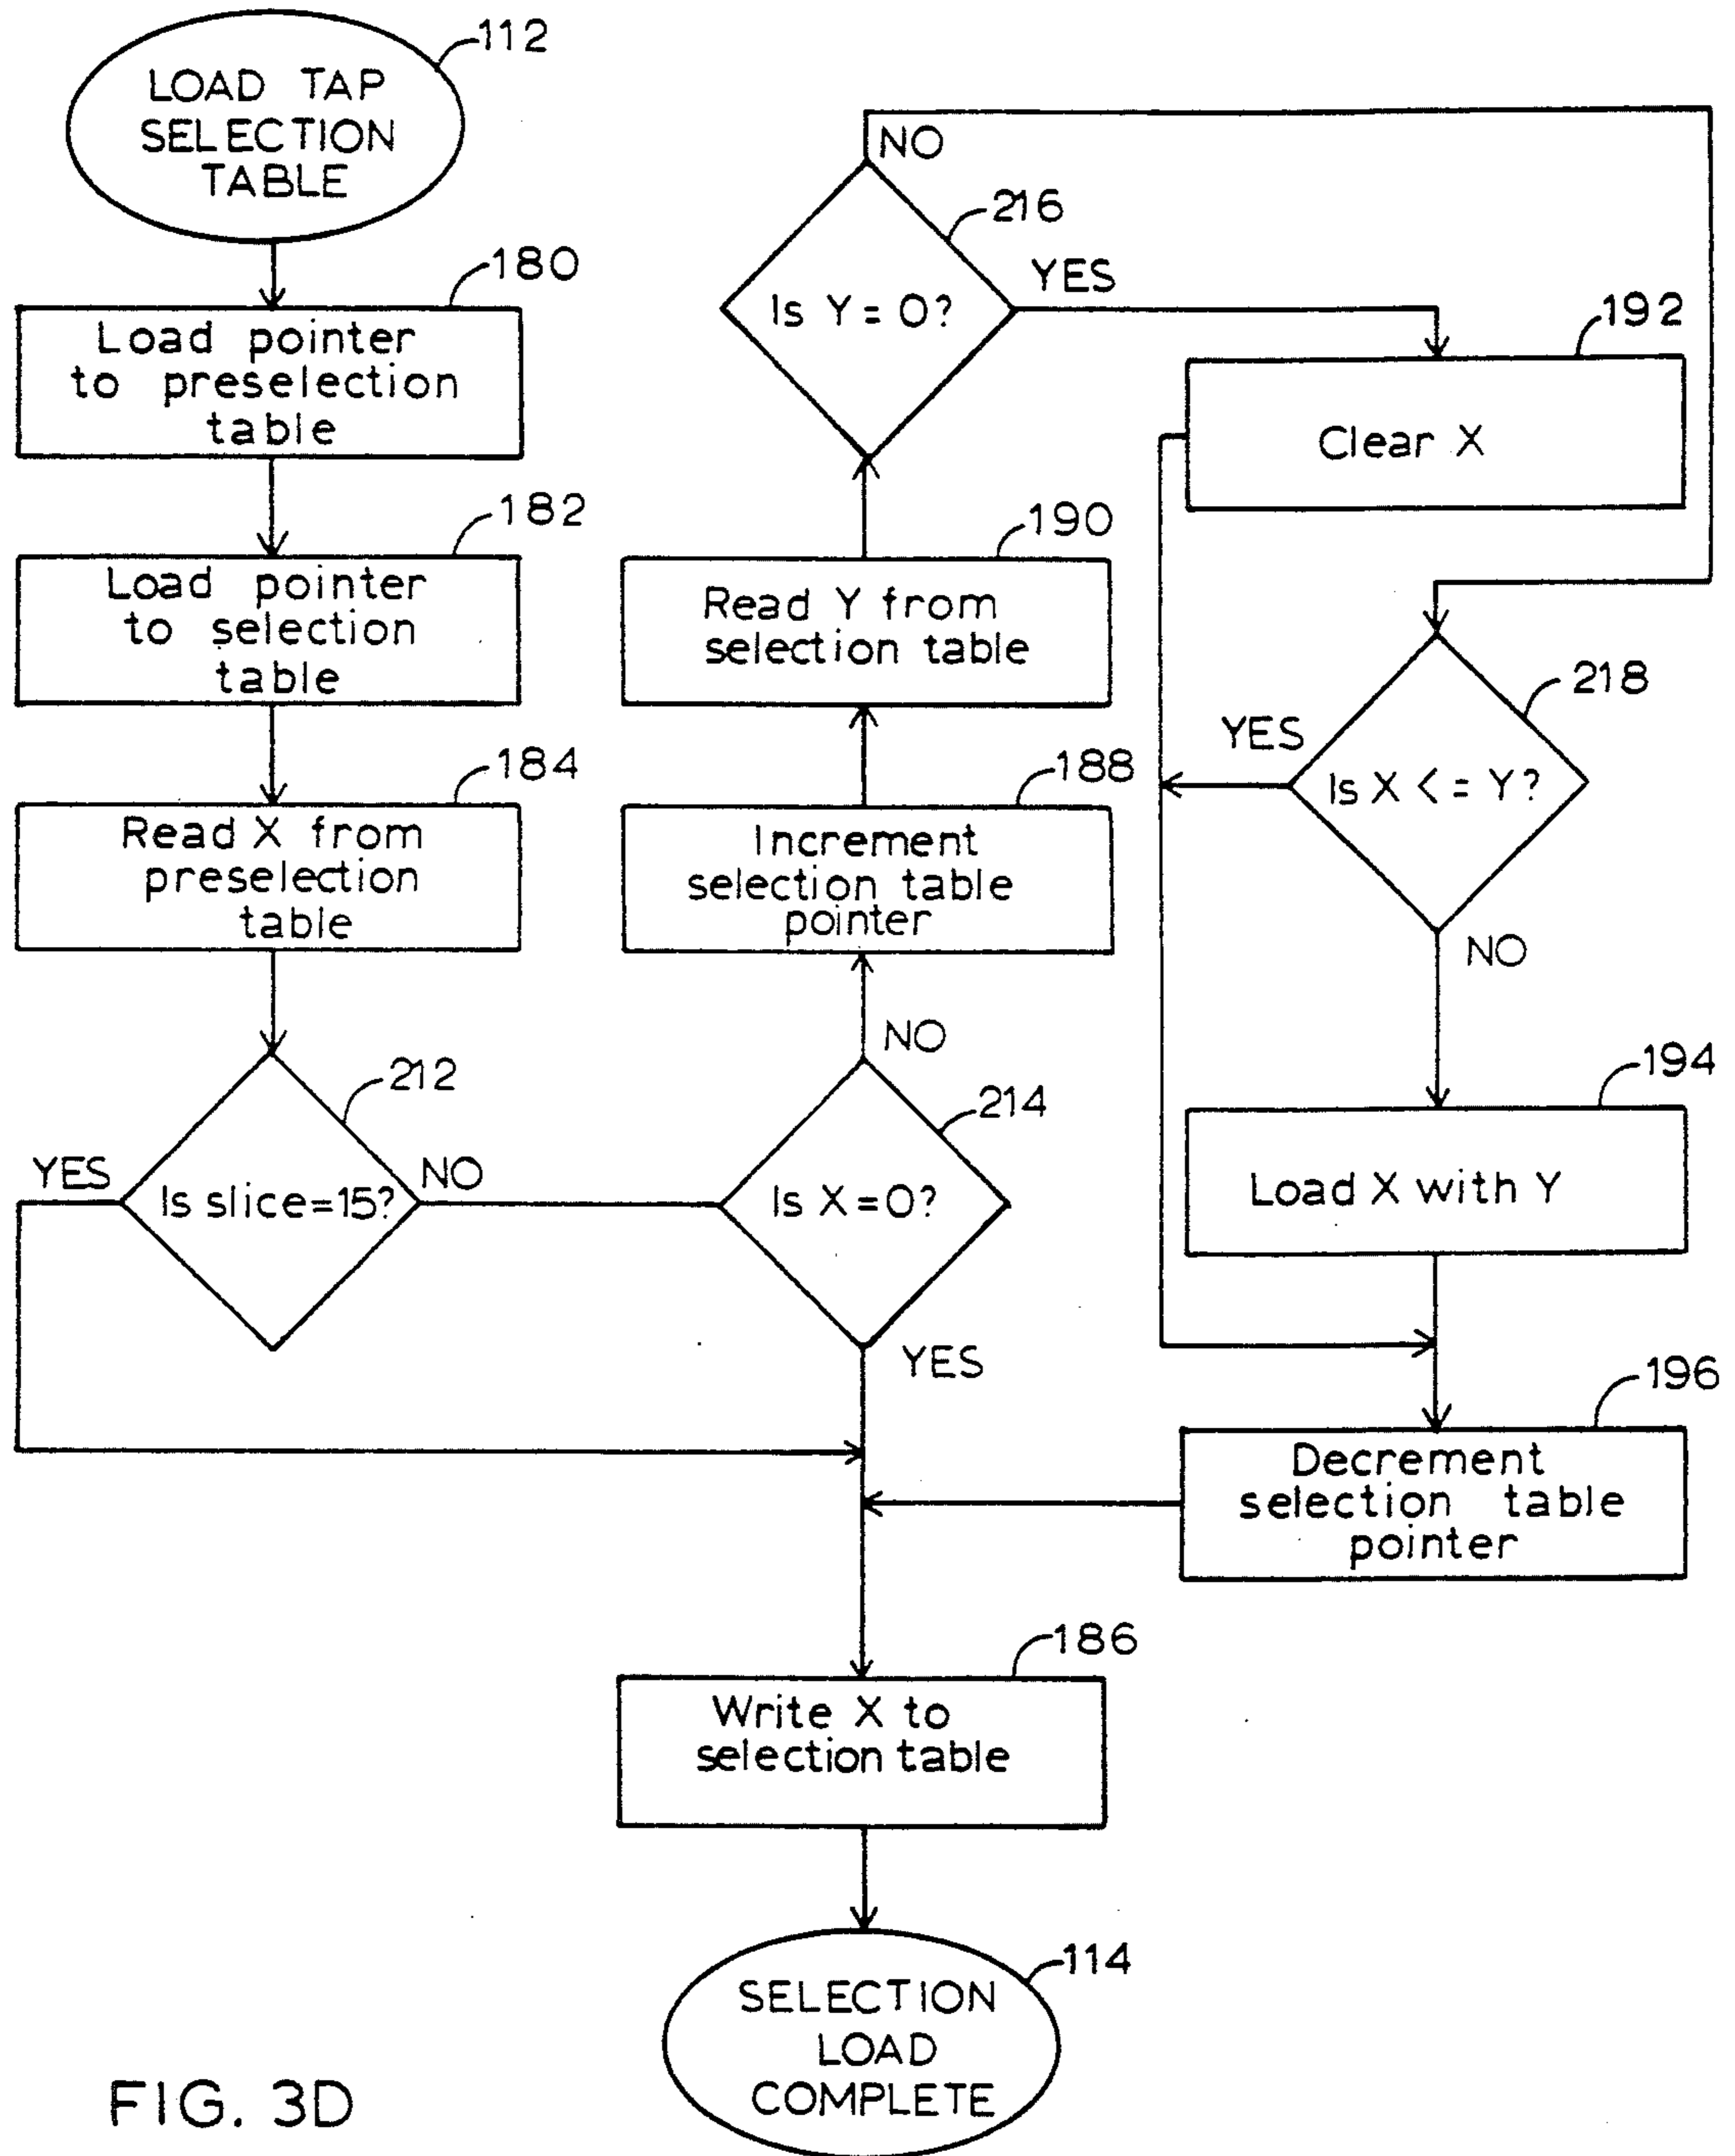 112
LOAD TAP
SELECTION
TABLE
180
Load pointer
to preselection
table
182
Load pointer
to selection
table
184
Read X from
preselection
table
212
YES
Is slice=15?
NO
214
Is X=0?
NO
YES
188
Increment
selection table
pointer
190
Read Y from
selection table
216
NO
Is Y=0?
YES
192
Clear X
218
YES
Is X <= Y?
NO
194
Load X with Y
196
Decrement
selection table
pointer
186
Write X to
selection table
114
SELECTION
LOAD
COMPLETE
FIG. 3D